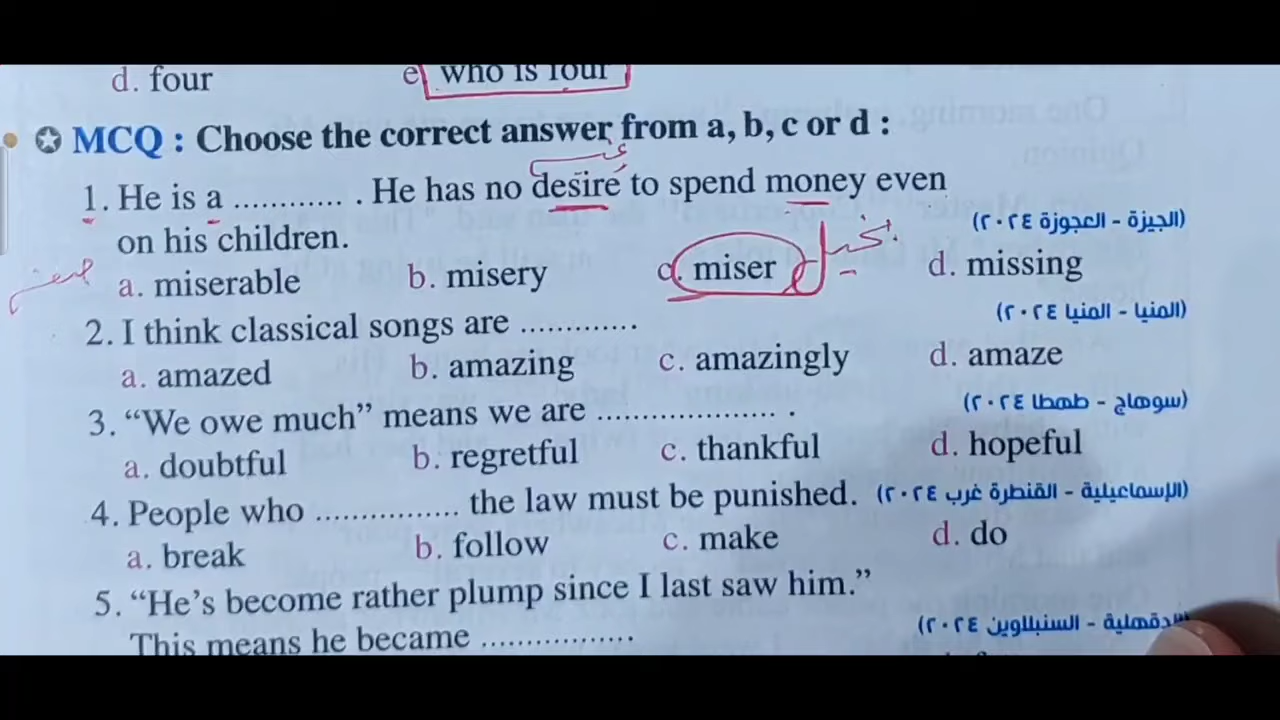 d. four e. who is four
MCQ : Choose the correct answer from a, b, c or d :
1. He is a ............ . He has no desire to spend money even
on his children. (الجيزة - العجوزة ٢٠٢٤)
a. miserable b. misery c. miser بخيل d. missing
2. I think classical songs are ............. (المنيا - المنيا ٢٠٢٤)
a. amazed b. amazing c. amazingly d. amaze
3. “We owe much” means we are .................... . (سوهاج - طهطا ٢٠٢٤)
a. doubtful b. regretful c. thankful d. hopeful
4. People who ................ the law must be punished. (الإسماعيلية - القنطرة غرب ٢٠٢٤)
a. break b. follow c. make d. do
5. “He’s become rather plump since I last saw him.”
This means he became ................. (الدقهلية - السنبلاوين ٢٠٢٤)